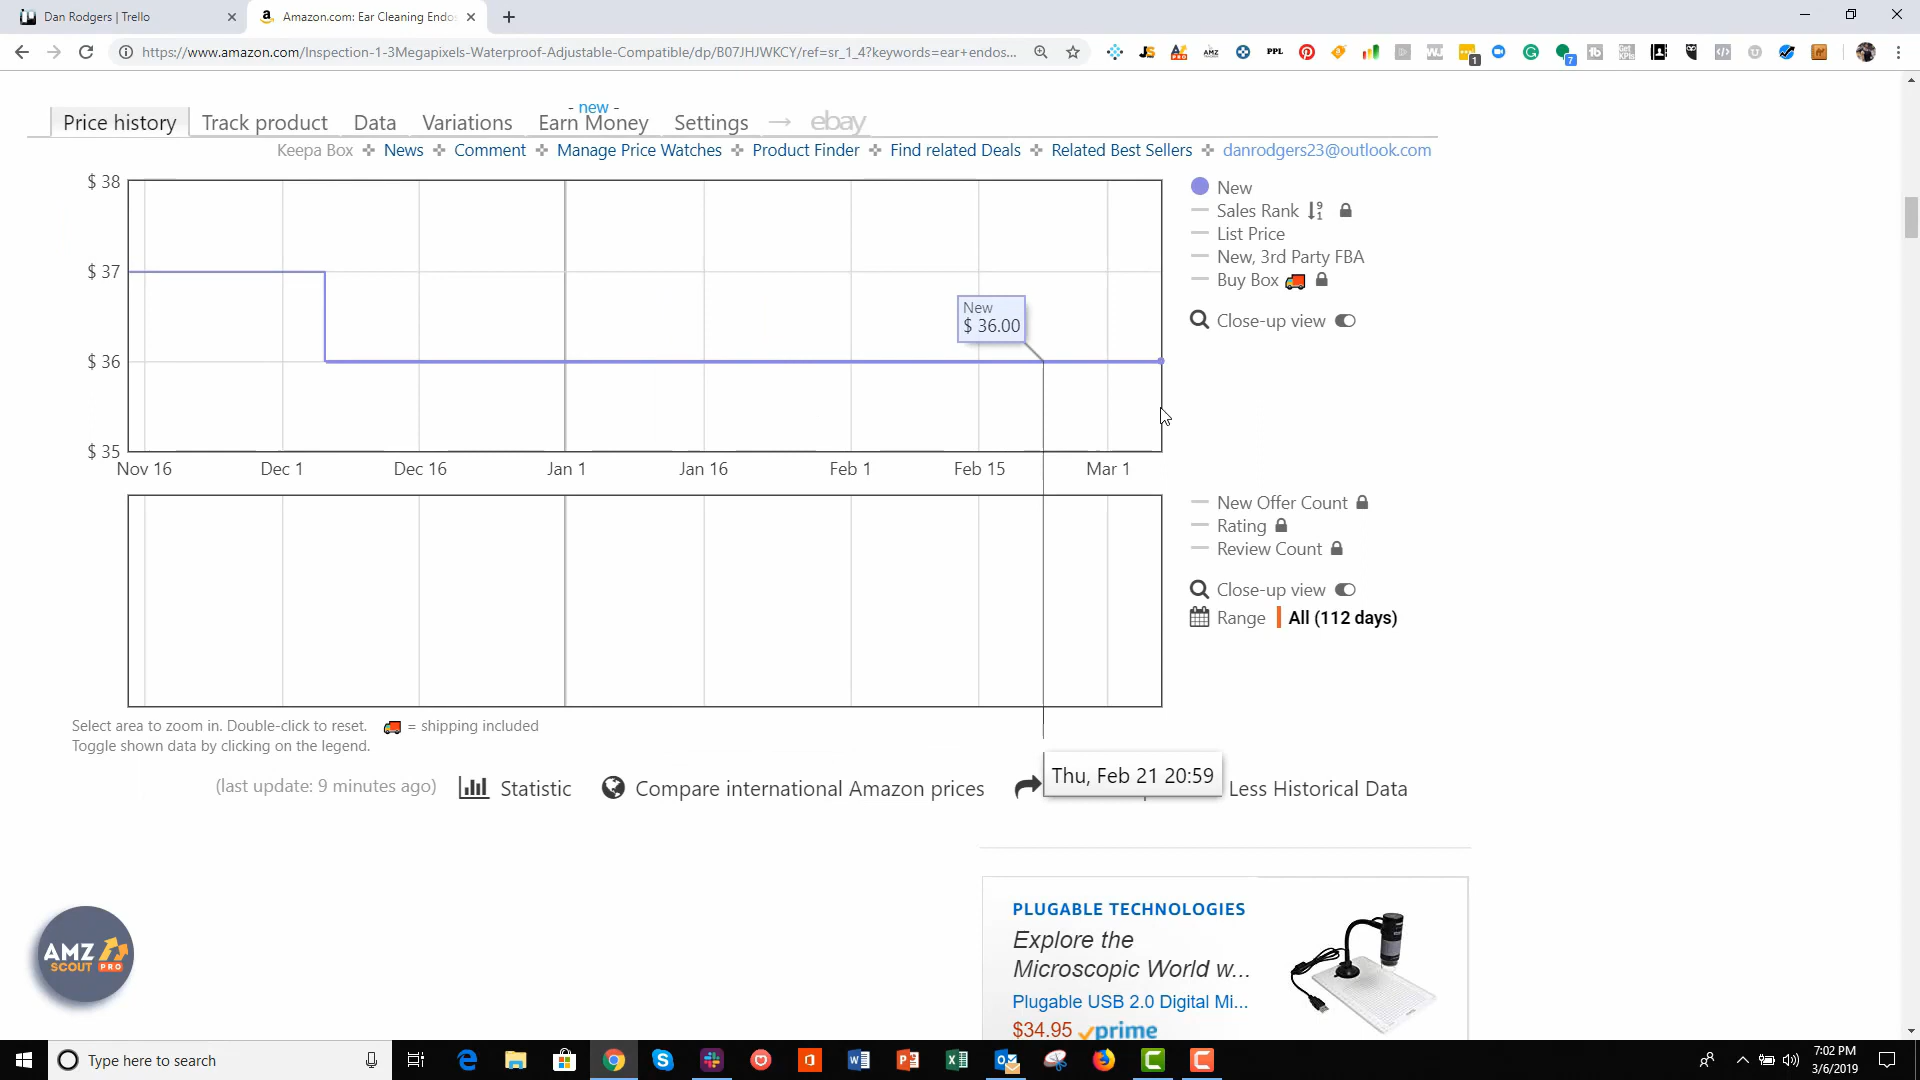 Dan Rodgers | Trello
Amazon.com: Ear Cleaning Endos
https://www.amazon.com/Inspection-1-3Megapixels-Waterproof-Adjustable-Compatible/dp/B07JHJWKCY/ref=sr_1_4?keywords=ear+endos...
JS
AMZ
PPL
WJ
1
7
tb
- new -
Price history
Track product
Data
Variations
Earn Money
Settings
ebay
Keepa Box
News
Comment
Manage Price Watches
Product Finder
Find related Deals
Related Best Sellers
danrodgers23@outlook.com
$ 38
$ 37
$ 36
$ 35
New
$ 36.00
Nov 16
Dec 1
Dec 16
Jan 1
Jan 16
Feb 1
Feb 15
Mar 1
New
Sales Rank
List Price
New, 3rd Party FBA
Buy Box
Close-up view
New Offer Count
Rating
Review Count
Close-up view
Range
All (112 days)
Select area to zoom in. Double-click to reset.
= shipping included
Toggle shown data by clicking on the legend.
(last update: 9 minutes ago)
Statistic
Compare international Amazon prices
Thu, Feb 21 20:59
Less Historical Data
AMZ
SCOUT PRO
PLUGABLE TECHNOLOGIES
Explore the
Microscopic World w...
Plugable USB 2.0 Digital Mi...
$34.95 prime
Type here to search
7:02 PM
3/6/2019